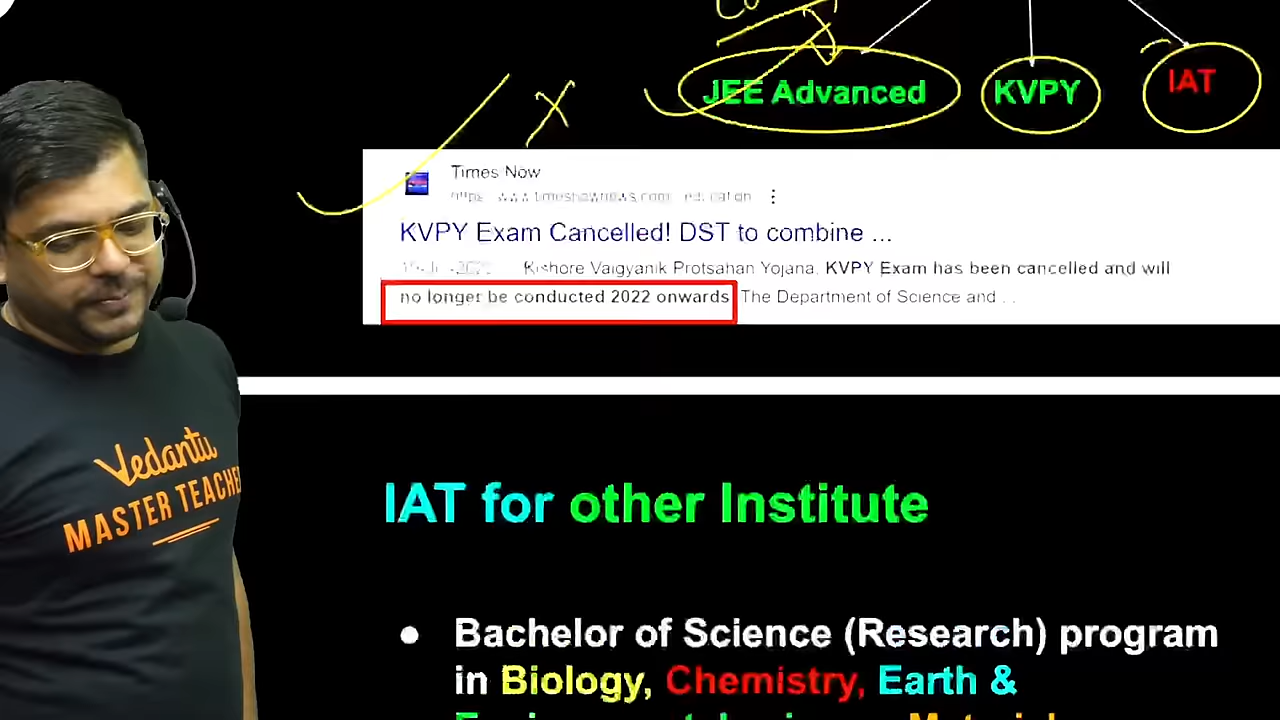 JEE Advanced
KVPY
IAT
Times Now
KVPY Exam Cancelled! DST to combine ...
Kishore Vaigyanik Protsahan Yojana, KVPY Exam has been cancelled and will
no longer be conducted 2022 onwards. The Department of Science and ...
Vedantu
MASTER TEACHE
IAT for other Institute
● Bachelor of Science (Research) program
in Biology, Chemistry, Earth &